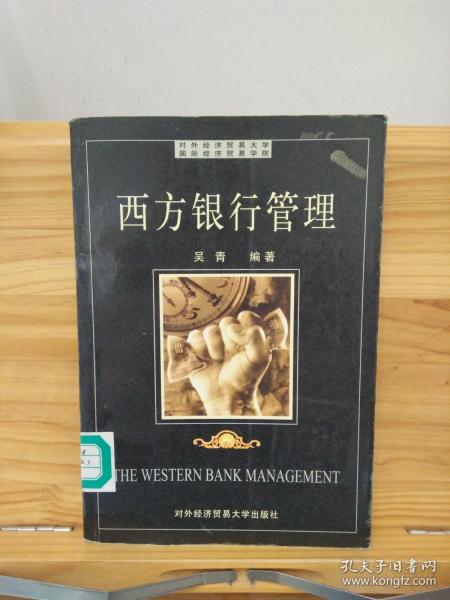 对外经济贸易大学
国际经济贸易学院
西方银行管理
吴青 编著
THE WESTERN BANK MANAGEMENT
对外经济贸易大学出版社
孔夫子旧书网
www.kongfz.com